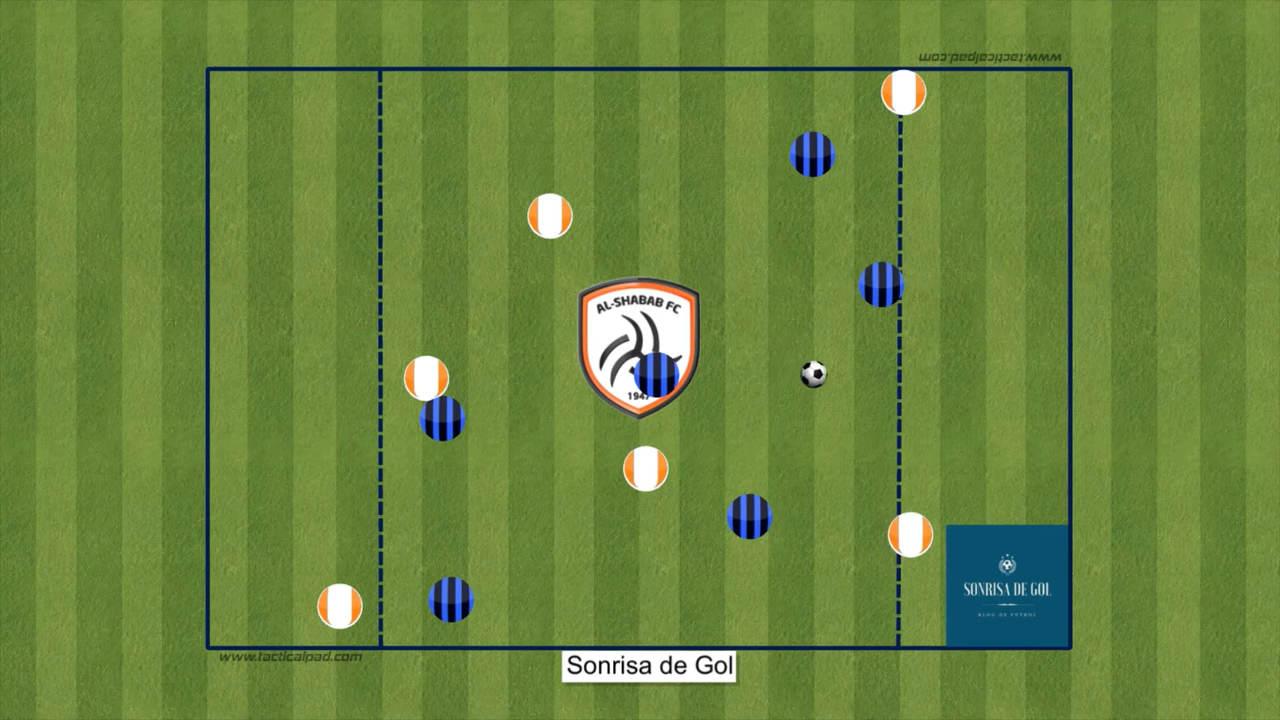 www.tacticalpad.com
AL-SHABAB FC
1947
SONRISA DE GOL
BLOG DE FUTBOL
www.tacticalpad.com
Sonrisa de Gol